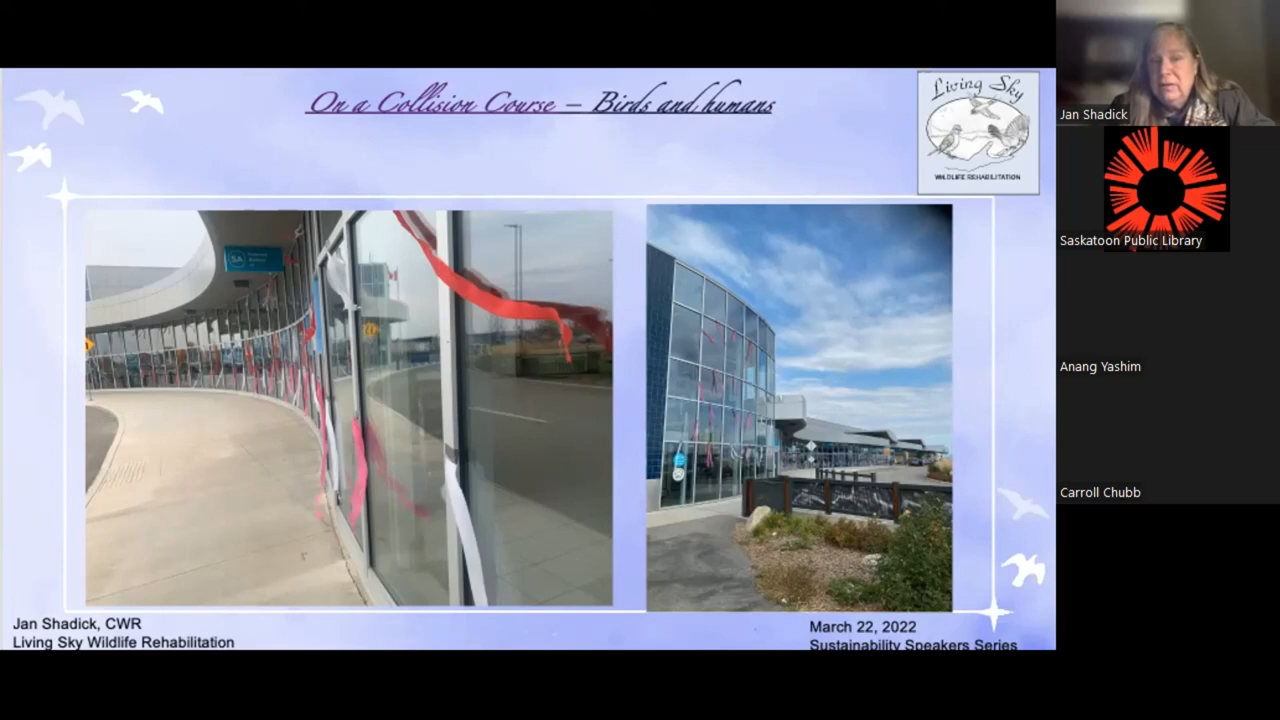 On a Collision Course – Birds and humans
Living Sky
WILDLIFE REHABILITATION
SA
Jan Shadick, CWR
Living Sky Wildlife Rehabilitation
March 22, 2022
Sustainability Speakers Series
Jan Shadick
Saskatoon Public Library
Anang Yashim
Carroll Chubb